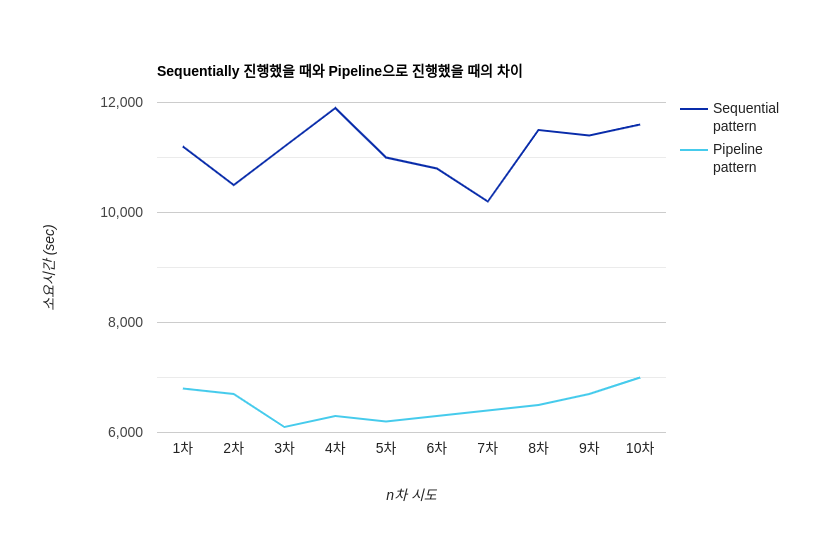 Sequentially 진행했을 때와 Pipeline으로 진행했을 때의 차이
12,000
10,000
8,000
6,000
소요시간 (sec)
1차 2차 3차 4차 5차 6차 7차 8차 9차 10차
n차 시도
Sequential
pattern
Pipeline
pattern